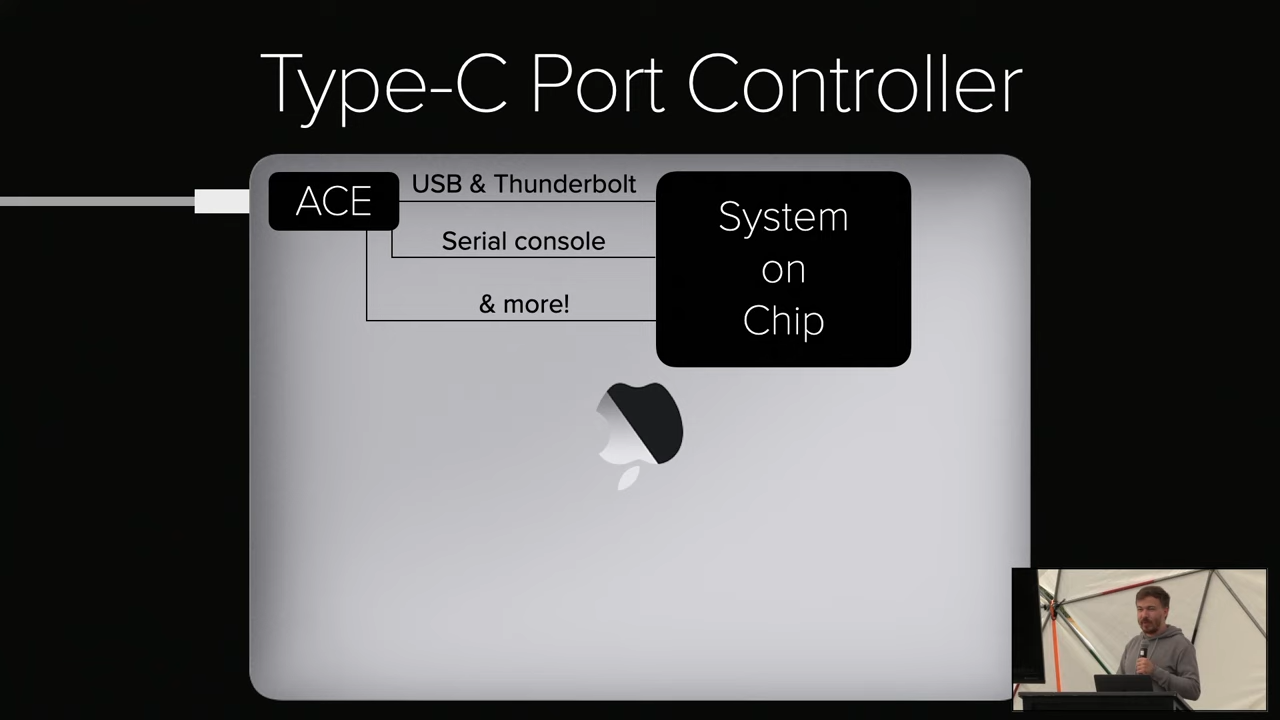 Type-C Port Controller
ACE
USB & Thunderbolt
Serial console
& more!
System
on
Chip